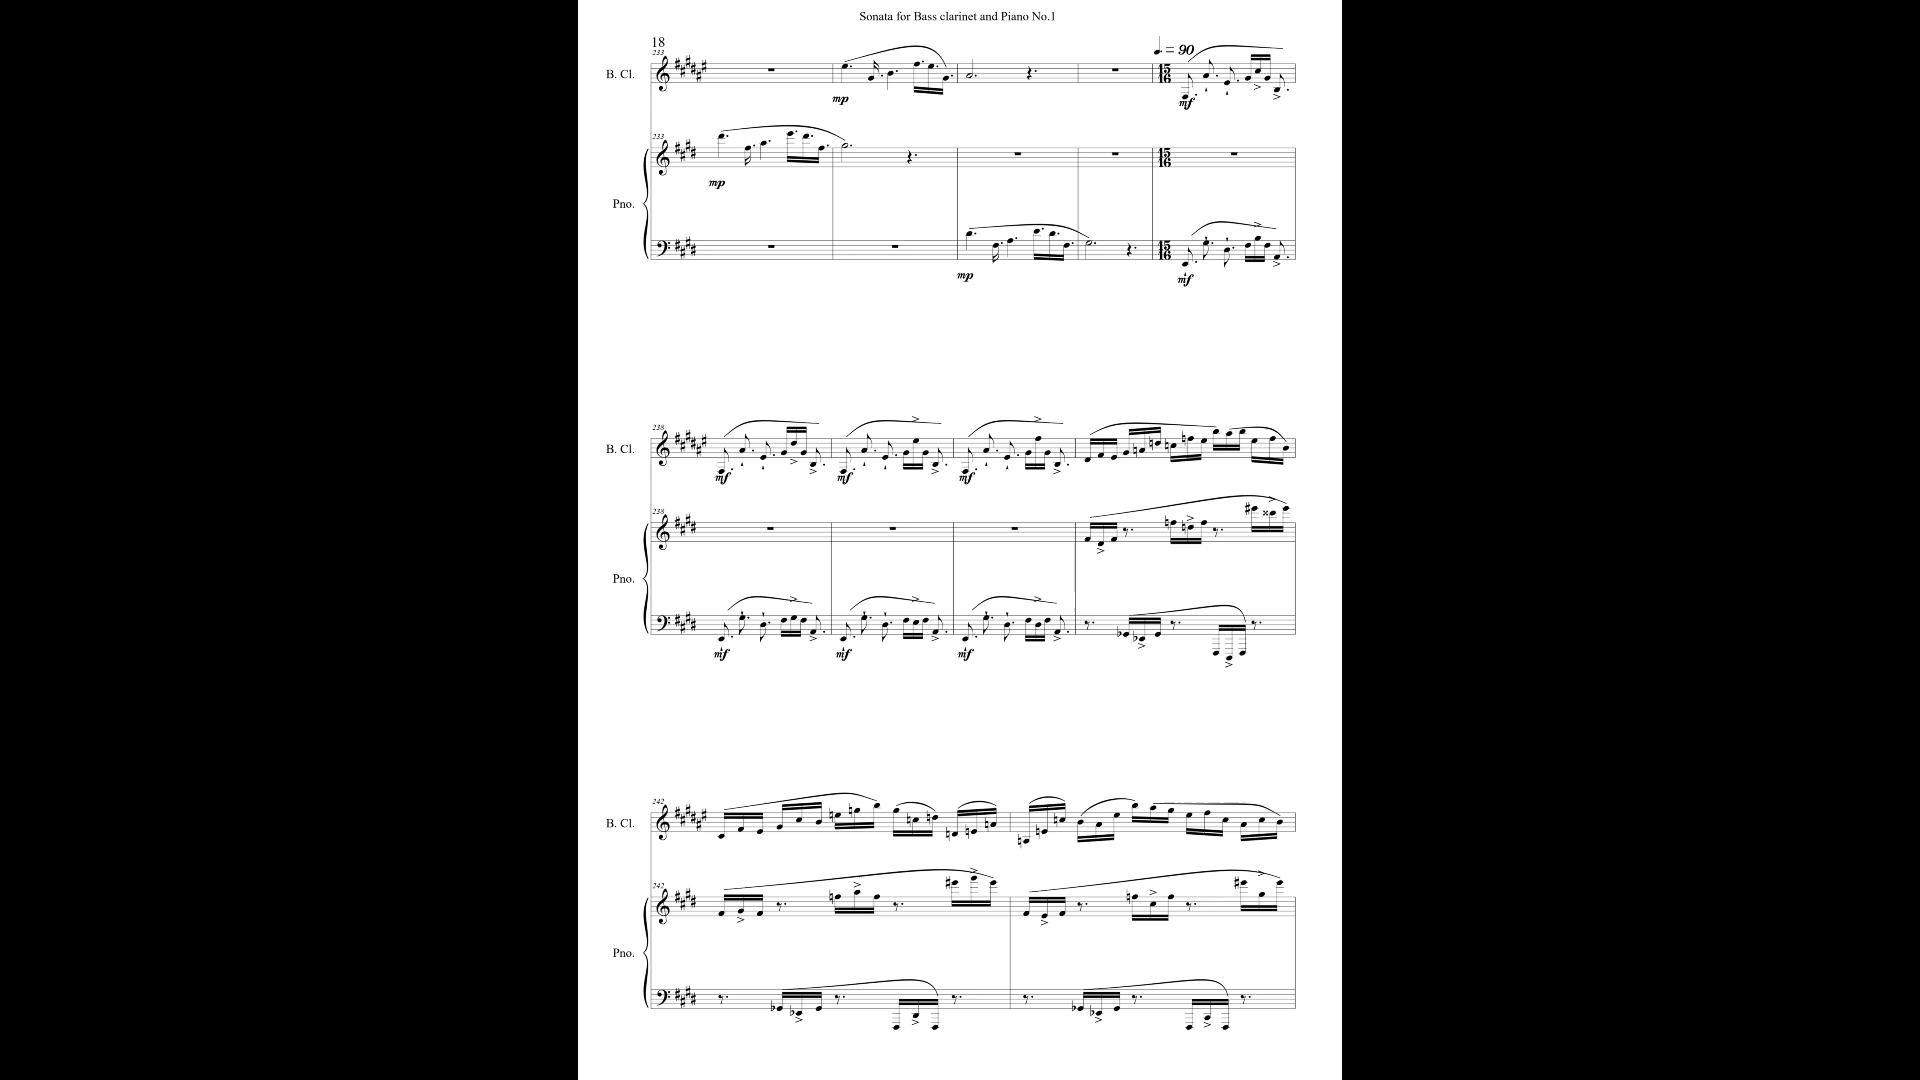 Sonata for Bass clarinet and Piano No.1
18
233
= 90
B. Cl.
15
16
mp
mf
233
15
16
mp
Pno.
15
16
mp
mf
238
B. Cl.
mf mf mf
238
Pno.
mf mf mf
242
B. Cl.
242
Pno.